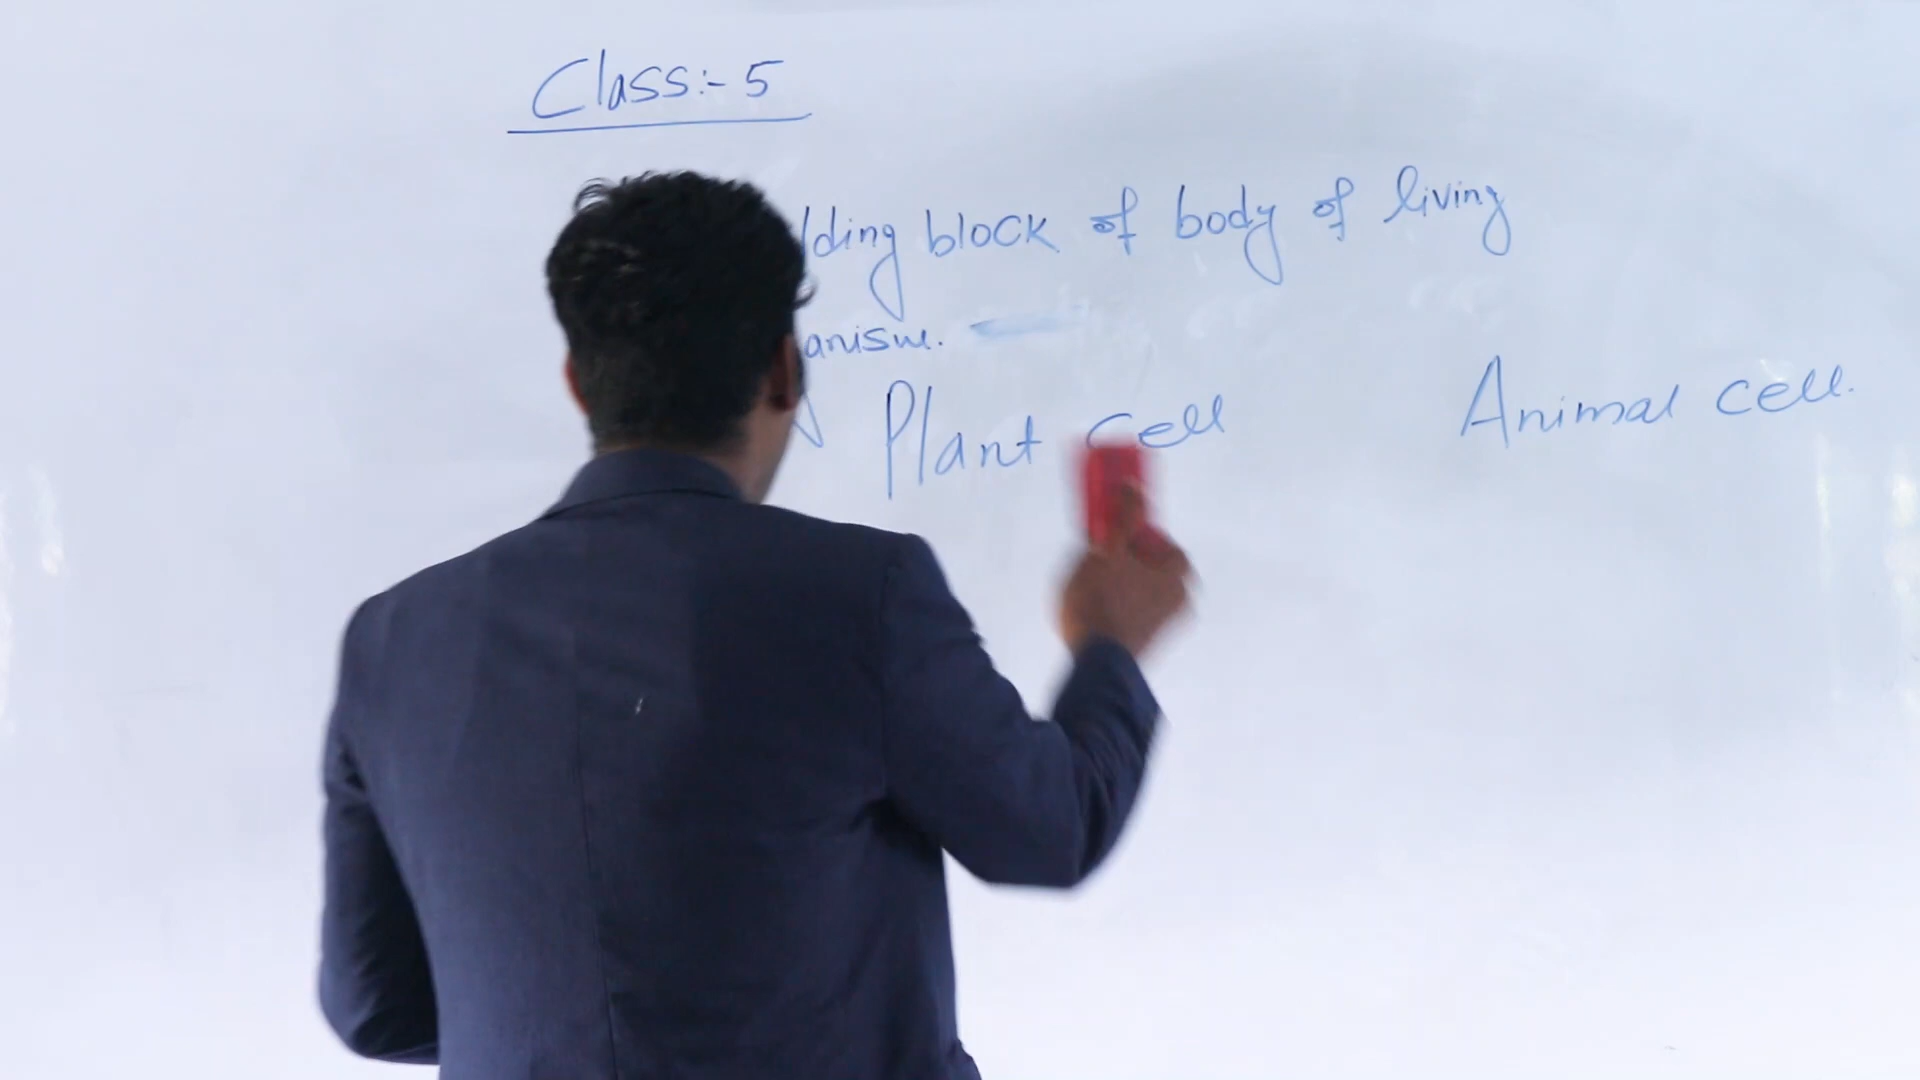 Class:- 5
lding block of body of living
anism.
Plant cell
Animal cell.